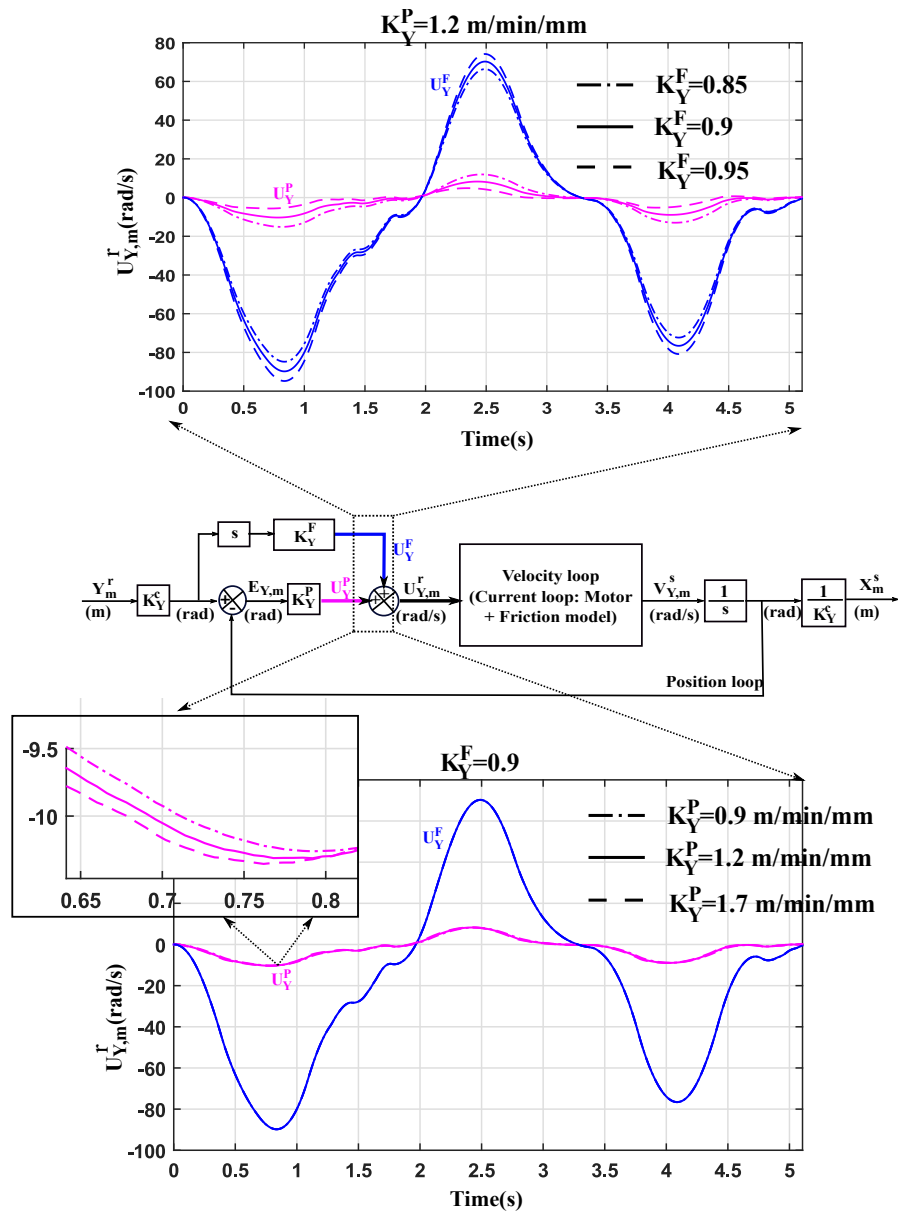 K_Y^P=1.2 m/min/mm
80
60
40
20
0
-20
-40
-60
-80
-100
U_{Y,m}^r(rad/s)
U_Y^F
U_Y^P
K_Y^F=0.85
K_Y^F=0.9
K_Y^F=0.95
0 0.5 1 1.5 2 2.5 3 3.5 4 4.5 5
Time(s)
s
K_Y^F
U_Y^F
Y_m^r
(m)
K_Y^c
(rad)
+
-
E_{Y,m}
K_Y^P
U_Y^P
+
+
U_{Y,m}^r
(rad/s)
Velocity loop
(Current loop: Motor
+ Friction model)
V_{Y,m}^s
(rad/s)
1
s
(rad)
1
K_Y^c
X_m^s
(m)
Position loop
-9.5
-10
0.65 0.7 0.75 0.8
K_Y^F=0.9
U_Y^F
U_Y^P
K_Y^P=0.9 m/min/mm
K_Y^P=1.2 m/min/mm
K_Y^P=1.7 m/min/mm
0
-20
-40
-60
-80
-100
U_{Y,m}^r(rad/s)
0 0.5 1 1.5 2 2.5 3 3.5 4 4.5 5
Time(s)